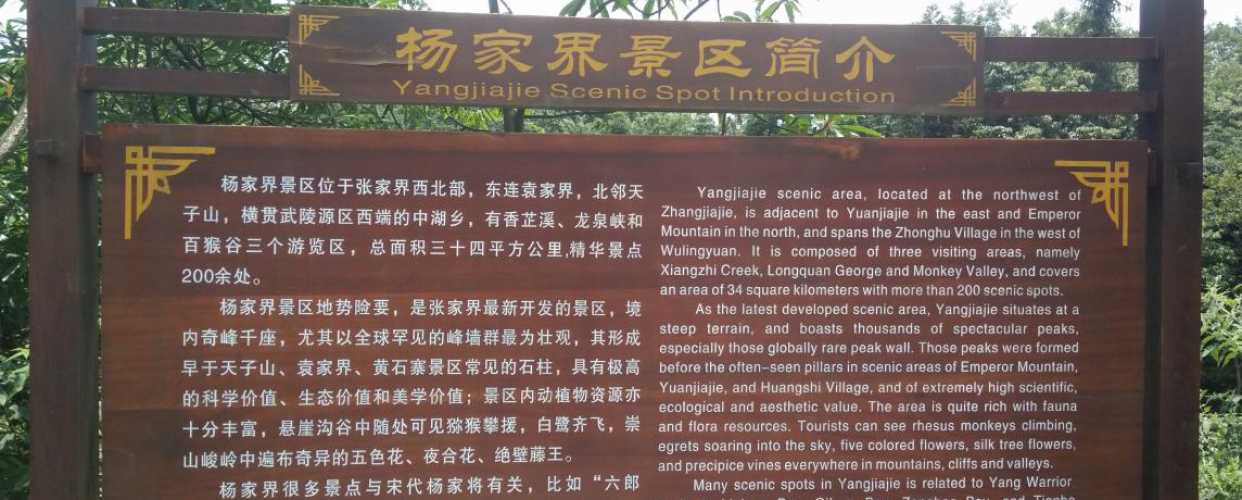 杨家界景区简介
Yangjiajie Scenic Spot Introduction
杨家界景区位于张家界西北部，东连袁家界，北邻天
子山，横贯武陵源区西端的中湖乡，有香芷溪、龙泉峡和
百猴谷三个游览区，总面积三十四平方公里,精华景点
200余处。
杨家界景区地势险要，是张家界最新开发的景区，境
内奇峰千座，尤其以全球罕见的峰墙群最为壮观，其形成
早于天子山、袁家界、黄石寨景区常见的石柱，具有极高
的科学价值、生态价值和美学价值；景区内动植物资源亦
十分丰富，悬崖沟谷中随处可见猕猴攀援，白鹭齐飞，崇
山峻岭中遍布奇异的五色花、夜合花、绝壁藤王。
杨家界很多景点与宋代杨家将有关，比如“六郎
Yangjiajie scenic area, located at the northwest of
Zhangjiajie, is adjacent to Yuanjiajie in the east and Emperor
Mountain in the north, and spans the Zhonghu Village in the west of
Wulingyuan. It is composed of three visiting areas, namely
Xiangzhi Creek, Longquan George and Monkey Valley, and covers
an area of 34 square kilometers with more than 200 scenic spots.
As the latest developed scenic area, Yangjiajie situates at a
steep terrain, and boasts thousands of spectacular peaks,
especially those globally rare peak wall. Those peaks were formed
before the often-seen pillars in scenic areas of Emperor Mountain,
Yuanjiajie, and Huangshi Village, and of extremely high scientific,
ecological and aesthetic value. The area is quite rich with fauna
and flora resources. Tourists can see rhesus monkeys climbing,
egrets soaring into the sky, five colored flowers, silk tree flowers,
and precipice vines everywhere in mountains, cliffs and valleys.
Many scenic spots in Yangjiajie is related to Yang Warrior